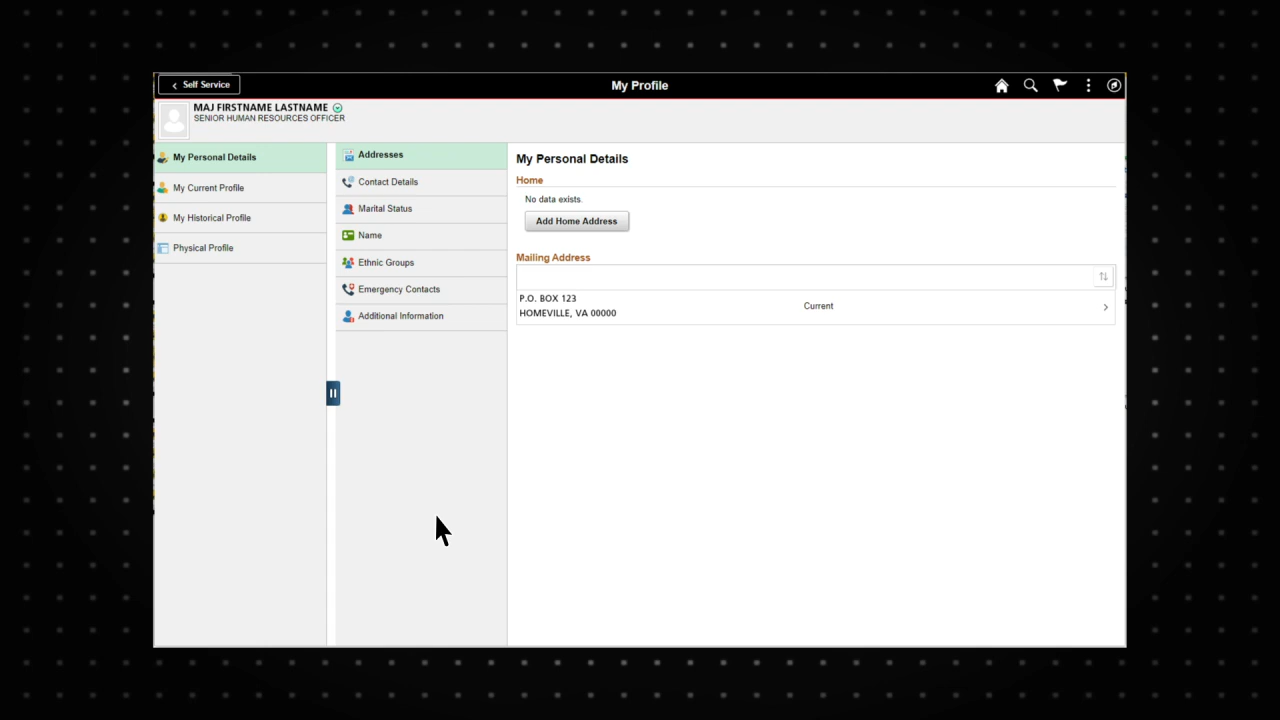 Self Service
My Profile
MAJ FIRSTNAME LASTNAME
SENIOR HUMAN RESOURCES OFFICER
My Personal Details
My Current Profile
My Historical Profile
Physical Profile
Addresses
Contact Details
Marital Status
Name
Ethnic Groups
Emergency Contacts
Additional Information
My Personal Details
Home
No data exists.
Add Home Address
Mailing Address
P.O. BOX 123
HOMEVILLE, VA 00000
Current